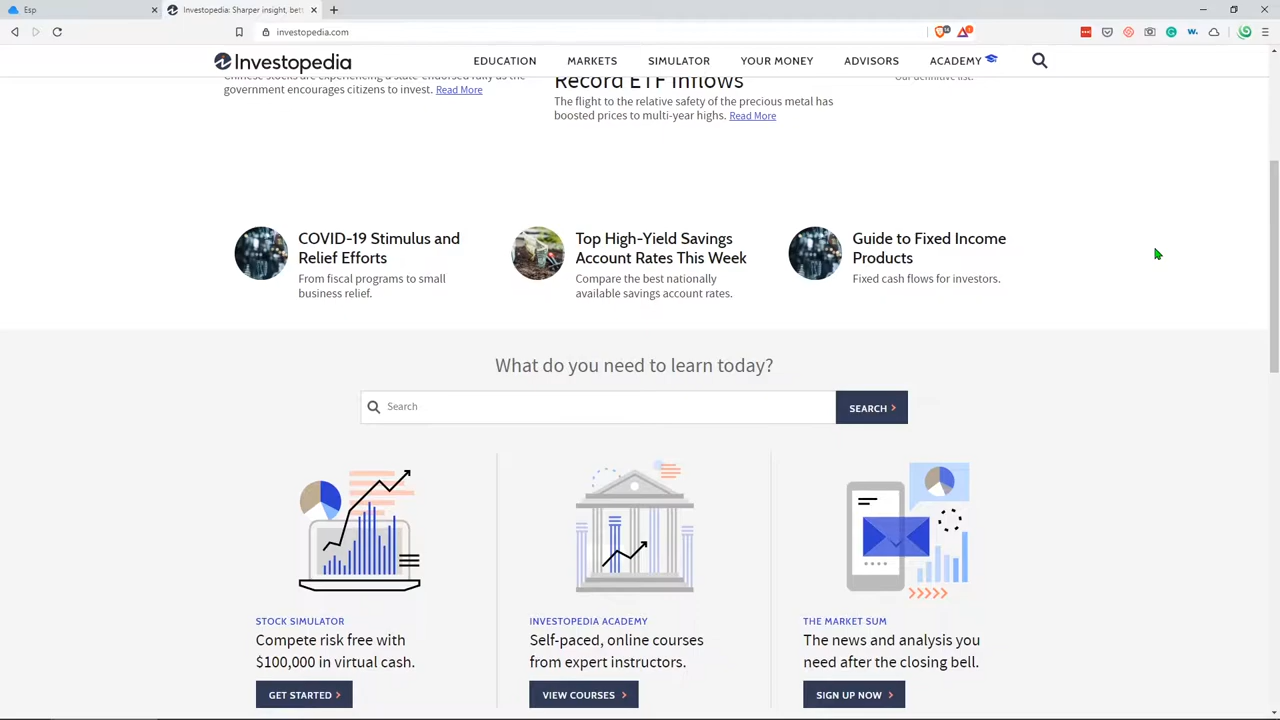 Esp
Investopedia: Sharper insight, bet
investopedia.com
Investopedia
EDUCATION
MARKETS
SIMULATOR
YOUR MONEY
ADVISORS
ACADEMY
Chinese stocks are experiencing a state-endorsed rally as the
government encourages citizens to invest. Read More
Record ETF Inflows
The flight to the relative safety of the precious metal has
boosted prices to multi-year highs. Read More
Our definitive list.
COVID-19 Stimulus and
Relief Efforts
From fiscal programs to small
business relief.
Top High-Yield Savings
Account Rates This Week
Compare the best nationally
available savings account rates.
Guide to Fixed Income
Products
Fixed cash flows for investors.
What do you need to learn today?
Search
SEARCH
STOCK SIMULATOR
Compete risk free with
$100,000 in virtual cash.
GET STARTED
INVESTOPEDIA ACADEMY
Self-paced, online courses
from expert instructors.
VIEW COURSES
THE MARKET SUM
The news and analysis you
need after the closing bell.
SIGN UP NOW